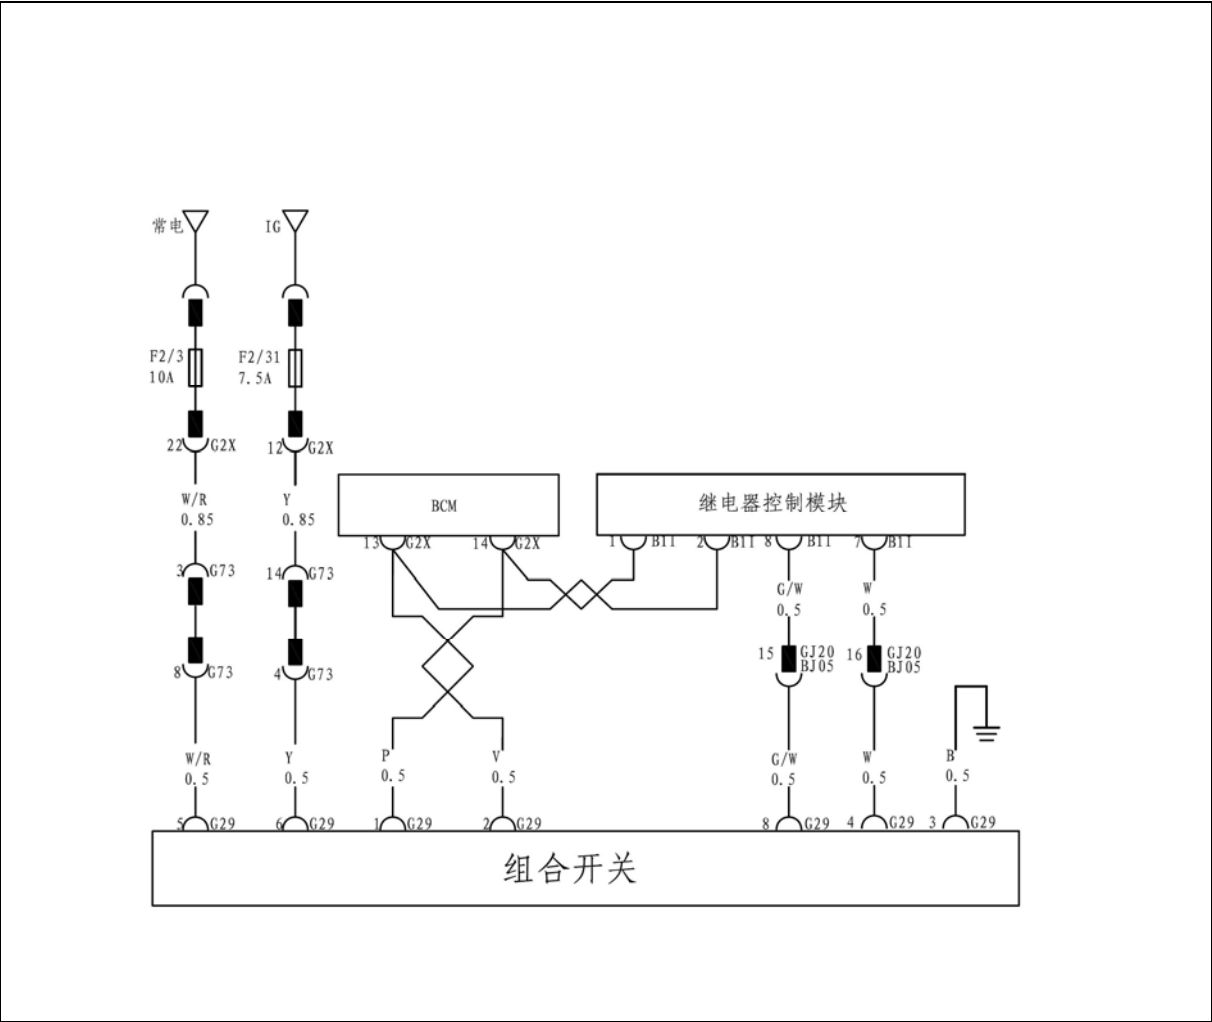 常电
IG
F2/3
10A
F2/31
7.5A
22
G2X
12
G2X
W/R
0.85
Y
0.85
BCM
继电器控制模块
13
G2X
14
G2X
1
B1I
2
B1I
8
B1I
7
B1I
3
G73
14
G73
G/W
0.5
W
0.5
15
GJ20
BJ05
16
GJ20
BJ05
8
G73
4
G73
W/R
0.5
Y
0.5
P
0.5
V
0.5
G/W
0.5
W
0.5
B
0.5
5
G29
6
G29
1
G29
2
G29
8
G29
4
G29
3
G29
组合开关